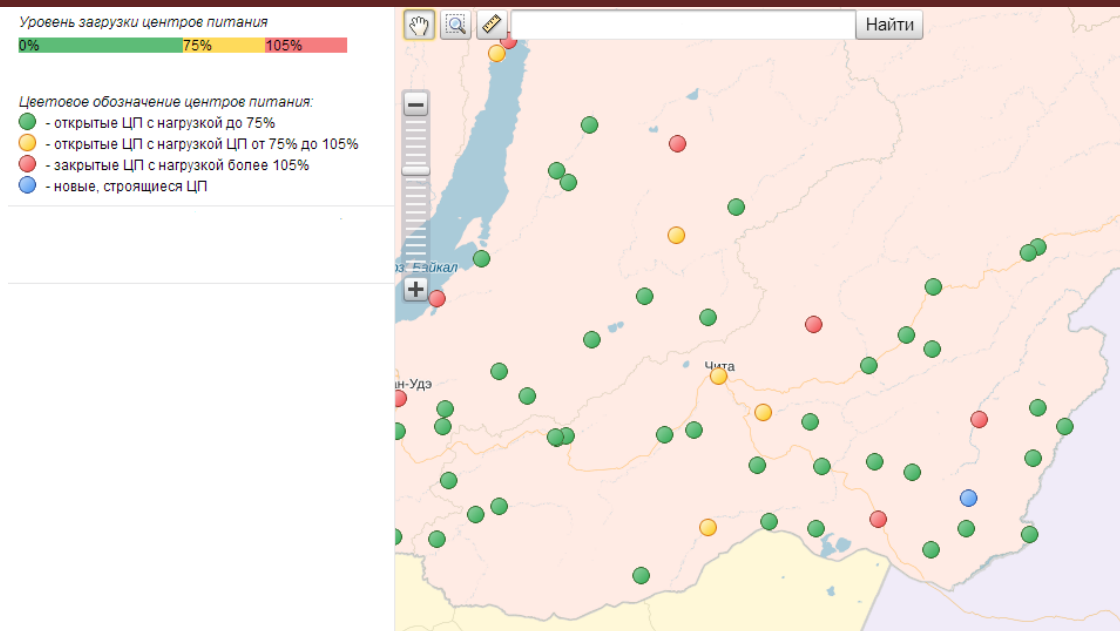 Уровень загрузки центров питания
0% 75% 105%
Цветовое обозначение центров питания:
- открытые ЦП с нагрузкой до 75%
- открытые ЦП с нагрузкой ЦП от 75% до 105%
- закрытые ЦП с нагрузкой более 105%
- новые, строящиеся ЦП
Найти
оз. Байкал
Чита
ан-Удэ